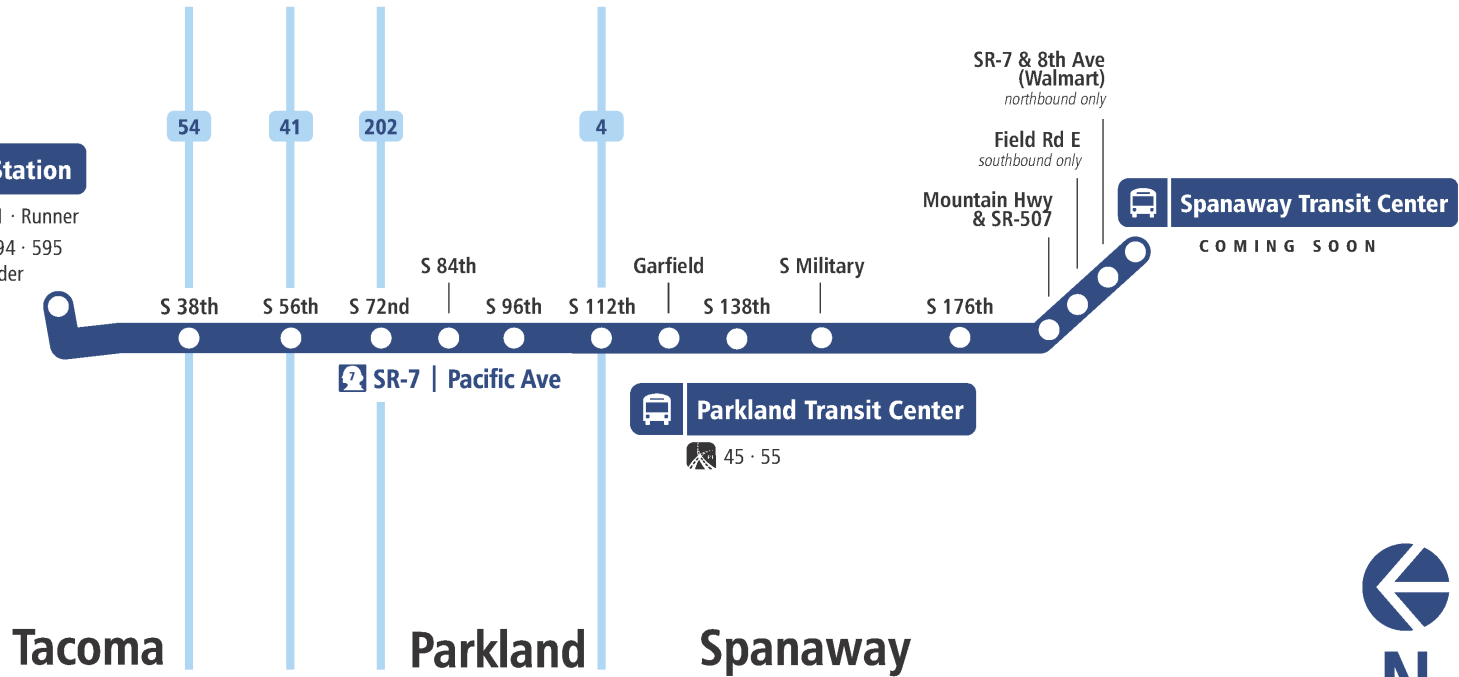 54
41
202
4
SR-7 & 8th Ave
(Walmart)
northbound only
Field Rd E
southbound only
Mountain Hwy
& SR-507
Station
· Runner
94 · 595
Spanaway Transit Center
COMING SOON
S 84th
Garfield
S Military
S 38th
S 56th
S 72nd
S 96th
S 112th
S 138th
S 176th
7 SR-7 | Pacific Ave
Parkland Transit Center
45 · 55
Tacoma
Parkland
Spanaway
N